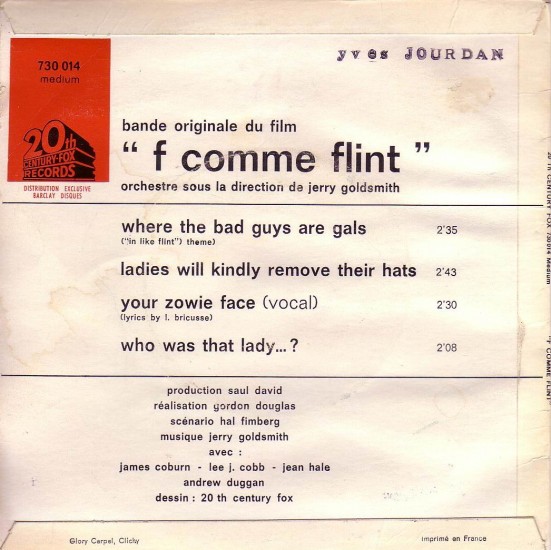 yves JOURDAN
730 014
medium
20th
CENTURY-FOX
RECORDS
DISTRIBUTION EXCLUSIVE
BARCLAY DISQUES
bande originale du film
" f comme flint "
orchestre sous la direction de jerry goldsmith
where the bad guys are gals 2'35
("in like flint") theme)
ladies will kindly remove their hats 2'43
your zowie face (vocal) 2'30
(lyrics by l. bricusse)
who was that lady...? 2'08
production saul david
réalisation gordon douglas
scénario hal fimberg
musique jerry goldsmith
avec :
james coburn - lee j. cobb - jean hale
andrew duggan
dessin : 20 th century fox
Glory Carpel, Clichy
imprimé en France
20 TH CENTURY FOX 730 014 Medium
"F COMME FLINT"